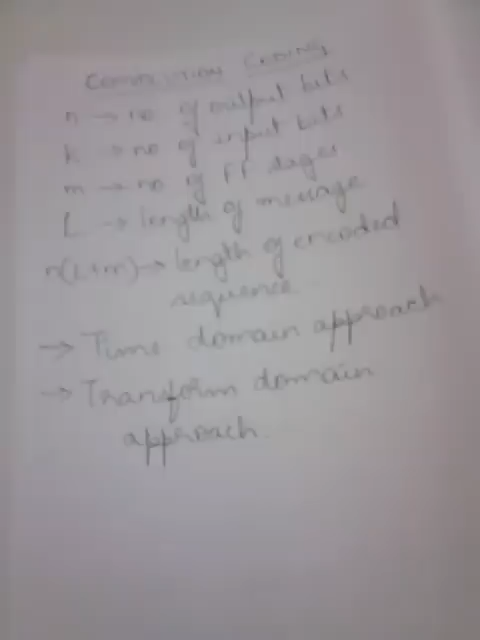 CONVOLUTION CODING
n → no of output bits
k → no of input bits
m → no of FF stages
L → length of message
n(L+m) → length of encoded
sequence
→ Time domain approach
→ Transform domain
approach.